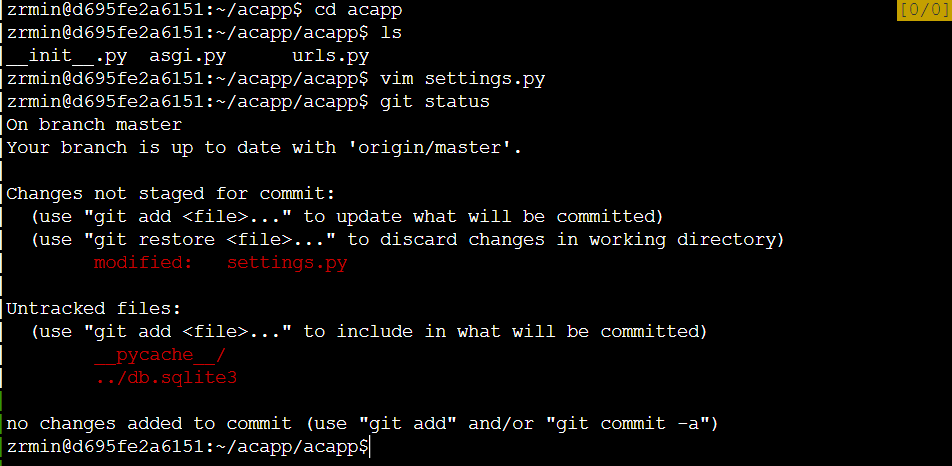 zrmin@d695fe2a6151:~/acapp$ cd acapp [0/0]
zrmin@d695fe2a6151:~/acapp/acapp$ ls
__init__.py  asgi.py      urls.py
zrmin@d695fe2a6151:~/acapp/acapp$ vim settings.py
zrmin@d695fe2a6151:~/acapp/acapp$ git status
On branch master
Your branch is up to date with 'origin/master'.

Changes not staged for commit:
  (use "git add <file>..." to update what will be committed)
  (use "git restore <file>..." to discard changes in working directory)
        modified:   settings.py

Untracked files:
  (use "git add <file>..." to include in what will be committed)
        __pycache__/
        ../db.sqlite3

no changes added to commit (use "git add" and/or "git commit -a")
zrmin@d695fe2a6151:~/acapp/acapp$